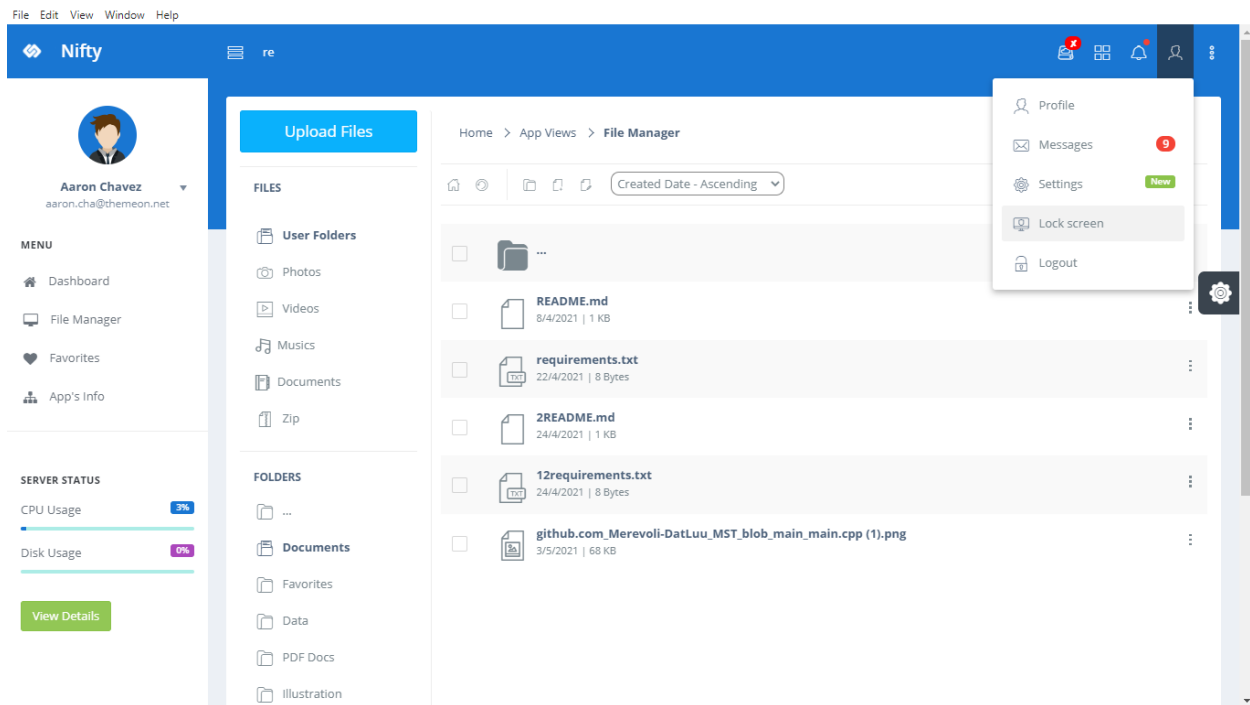 File Edit View Window Help
Nifty
re
x
Aaron Chavez
aaron.cha@themeon.net
MENU
Dashboard
File Manager
Favorites
App's Info
SERVER STATUS
CPU Usage 3%
Disk Usage 0%
View Details
Upload Files
FILES
User Folders
Photos
Videos
Musics
Documents
Zip
FOLDERS
...
Documents
Favorites
Data
PDF Docs
Illustration
Home > App Views > File Manager
Created Date - Ascending
...
README.md
8/4/2021 | 1 KB
requirements.txt
TXT
22/4/2021 | 8 Bytes
2README.md
24/4/2021 | 1 KB
12requirements.txt
TXT
24/4/2021 | 8 Bytes
github.com_Merevoli-DatLuu_MST_blob_main_main.cpp (1).png
3/5/2021 | 68 KB
Profile
Messages 9
Settings New
Lock screen
Logout